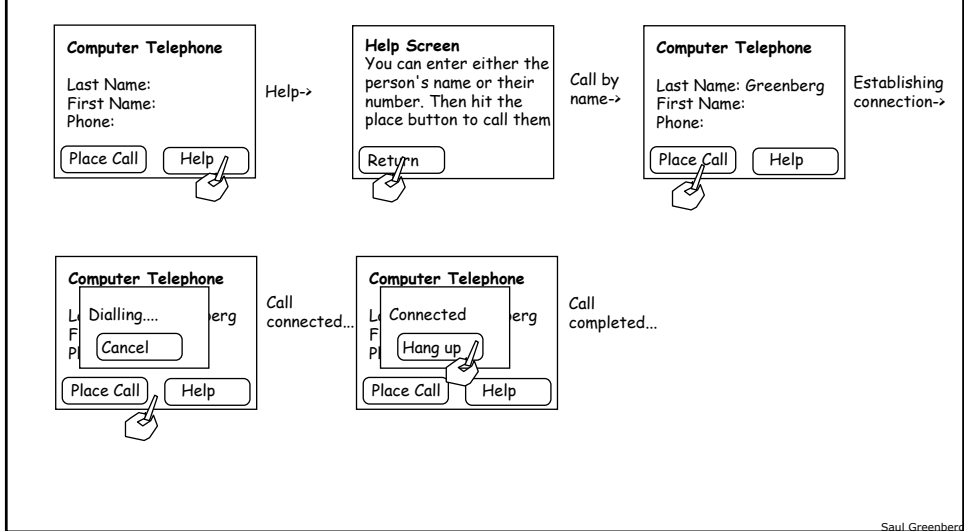 Computer Telephone
Last Name:
First Name:
Phone:
Place Call
Help
Help->
Help Screen
You can enter either the
person's name or their
number. Then hit the
place button to call them
Return
Call by
name->
Computer Telephone
Last Name: Greenberg
First Name:
Phone:
Place Call
Help
Establishing
connection->
Computer Telephone
Dialling....
Cancel
erg
Place Call
Help
Call
connected...
Computer Telephone
Connected
Hang up
erg
Place Call
Help
Call
completed...
Saul Greenberg